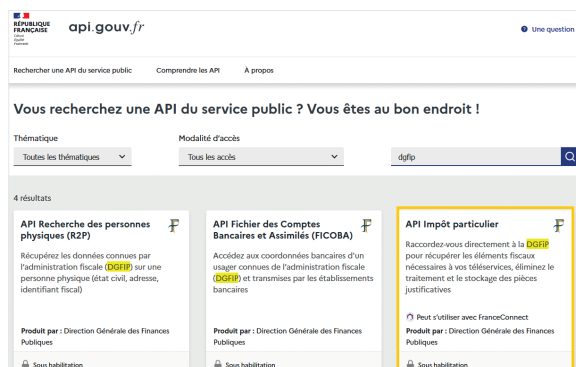 RÉPUBLIQUE
FRANÇAISE
Liberté
Égalité
Fraternité
api.gouv.fr
Une question
Rechercher une API du service public
Comprendre les API
À propos
Vous recherchez une API du service public ? Vous êtes au bon endroit !
Thématique
Modalité d'accès
Toutes les thématiques
Tous les accès
dgfip
4 résultats
API Recherche des personnes
physiques (R2P)
Récupérez les données connues par
l'administration fiscale (DGFIP) sur une
personne physique (état civil, adresse,
identifiant fiscal)
Produit par : Direction Générale des Finances
Publiques
Sous habilitation
API Fichier des Comptes
Bancaires et Assimilés (FICOBA)
Accédez aux coordonnées bancaires d'un
usager connues de l'administration fiscale
(DGFIP) et transmises par les établissements
bancaires
Produit par : Direction Générale des Finances
Publiques
Sous habilitation
API Impôt particulier
Raccordez-vous directement à la DGFiP
pour récupérer les éléments fiscaux
nécessaires à vos téléservices, éliminez le
traitement et le stockage des pièces
justificatives
Peut s'utiliser avec FranceConnect
Produit par : Direction Générale des Finances
Publiques
Sous habilitation